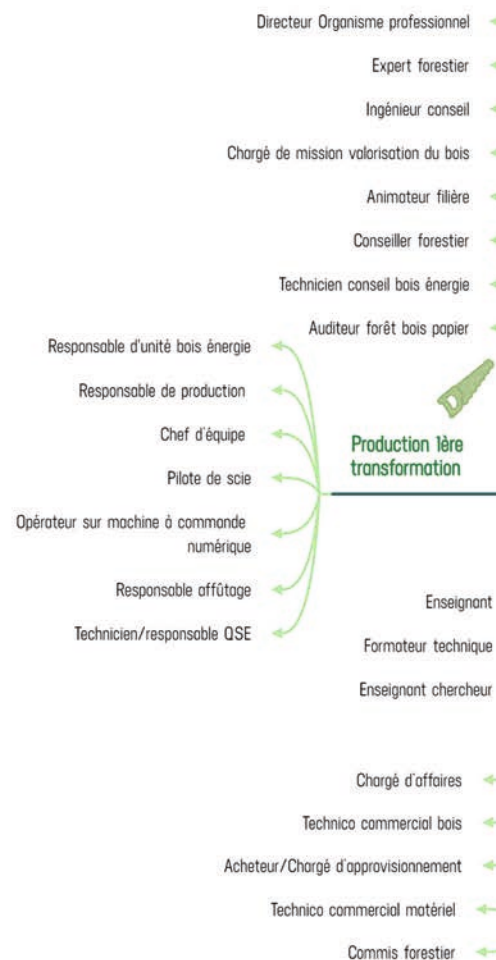 Directeur Organisme professionnel
Expert forestier
Ingénieur conseil
Chargé de mission valorisation du bois
Animateur filière
Conseiller forestier
Technicien conseil bois énergie
Auditeur forêt bois papier
Responsable d'unité bois énergie
Responsable de production
Chef d'équipe
Pilote de scie
Opérateur sur machine à commande
numérique
Responsable affûtage
Technicien/responsable QSE
Production 1ère
transformation
Enseignant
Formateur technique
Enseignant chercheur
Chargé d'affaires
Technico commercial bois
Acheteur/Chargé d'approvisionnement
Technico commercial matériel
Commis forestier